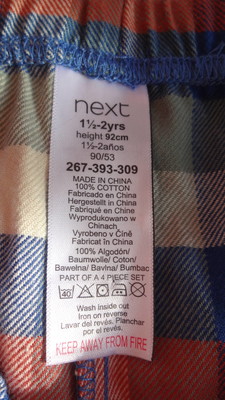 next
1½-2yrs
height 92cm
1½-2años
90/53
267-393-309
MADE IN CHINA
100% COTTON
Fabricado en China
Hergestellt in China
Fabriqué en Chine
Wyprodukowano w
Chinach
Vyrobeno v Číně
Fabricat în China
100% Algodón/
Baumwolle/ Coton/
Bawełna/ Bavlna/ Bumbac
PART OF A 4 PIECE SET
40
Wash inside out
Iron on reverse
Lavar del revés. Planchar
por el revés.
KEEP AWAY FROM FIRE